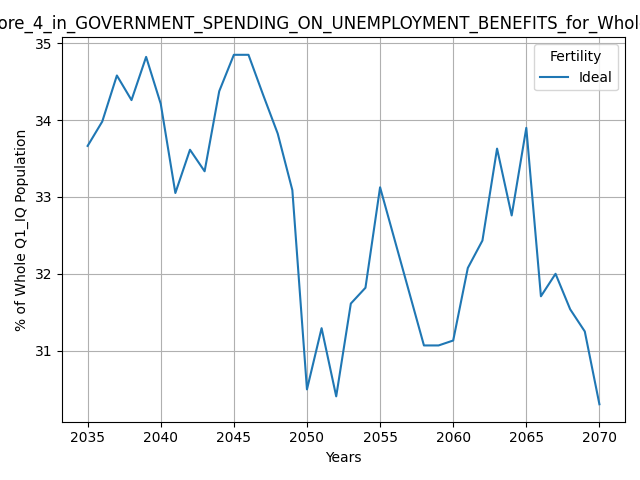 ore_4_in_GOVERNMENT_SPENDING_ON_UNEMPLOYMENT_BENEFITS_for_Whol
Fertility
Ideal
% of Whole Q1_IQ Population
35
34
33
32
31
2035 2040 2045 2050 2055 2060 2065 2070
Years